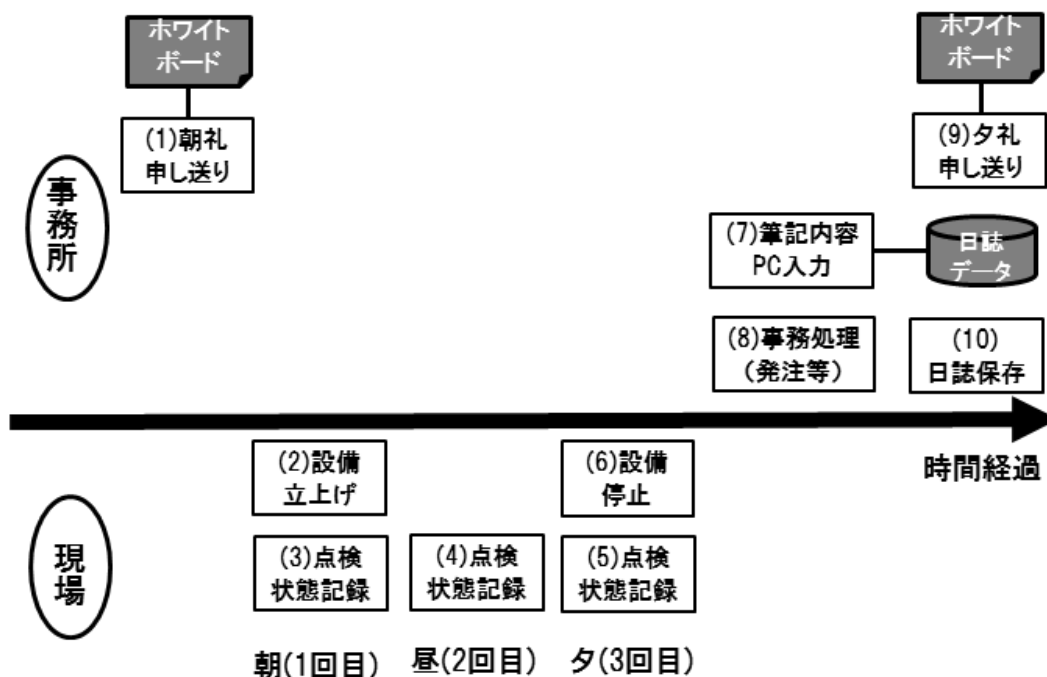 ホワイト
ボード
ホワイト
ボード
(1)朝礼
申し送り
(9)夕礼
申し送り
事務所
(7)筆記内容
PC入力
日誌
データ
(8)事務処理
(発注等)
(10)
日誌保存
時間経過
(2)設備
立上げ
(6)設備
停止
現場
(3)点検
状態記録
(4)点検
状態記録
(5)点検
状態記録
朝(1回目)
昼(2回目)
夕(3回目)